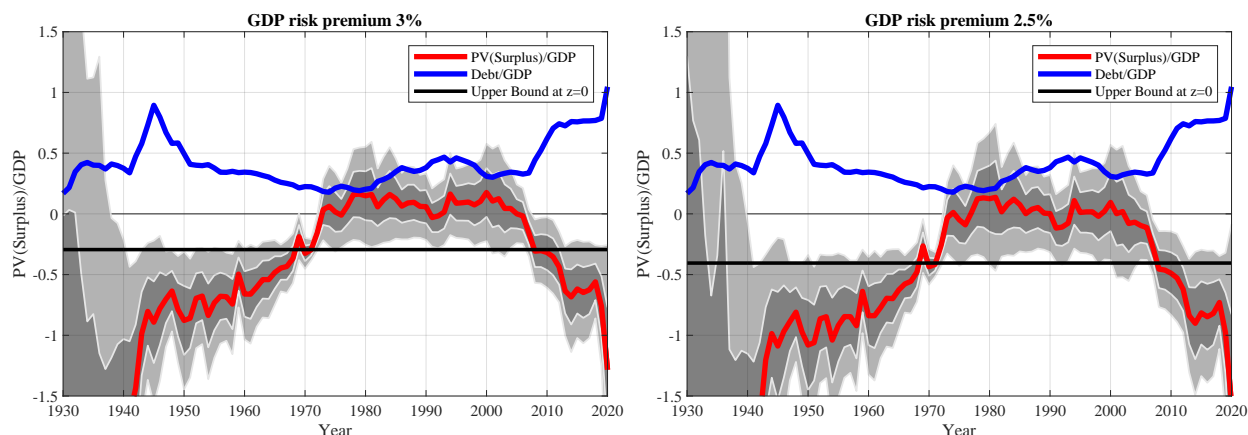 GDP risk premium 3%
PV(Surplus)/GDP
Debt/GDP
Upper Bound at z=0
1.5
1
0.5
0
-0.5
-1
-1.5
PV(Surplus)/GDP
1930 1940 1950 1960 1970 1980 1990 2000 2010 2020
Year
GDP risk premium 2.5%
PV(Surplus)/GDP
Debt/GDP
Upper Bound at z=0
1.5
1
0.5
0
-0.5
-1
-1.5
PV(Surplus)/GDP
1930 1940 1950 1960 1970 1980 1990 2000 2010 2020
Year